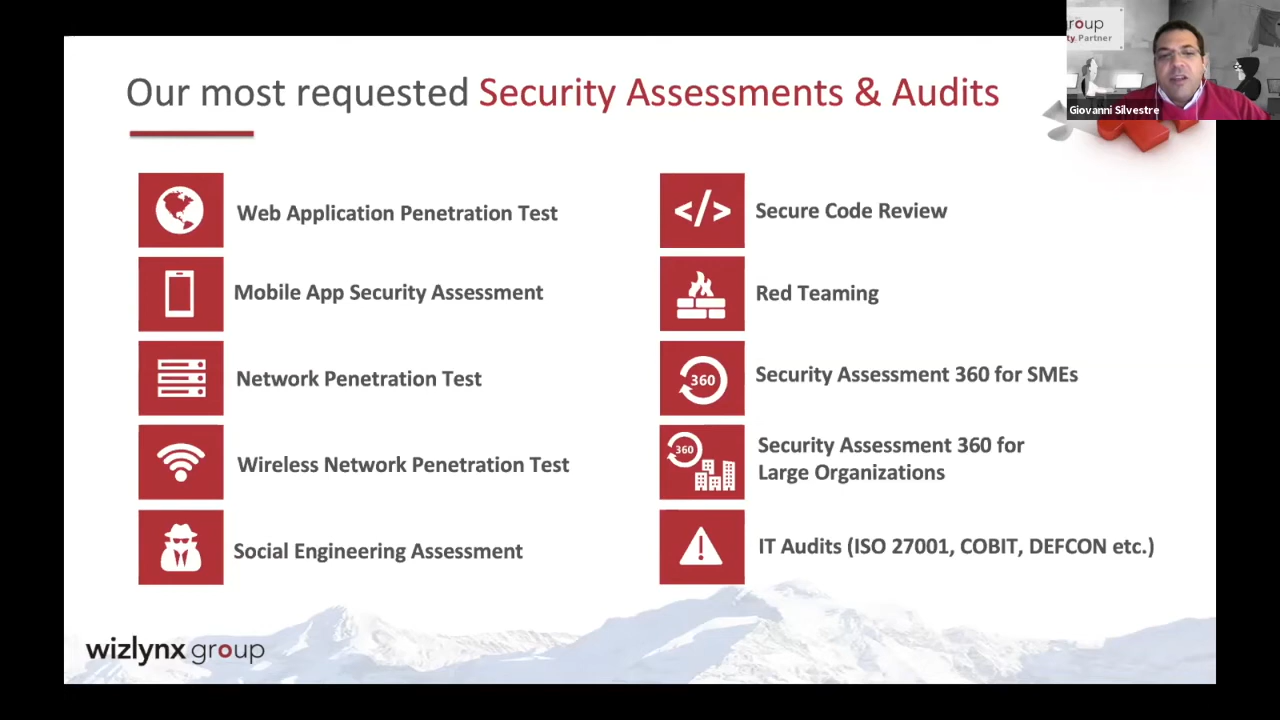 Our most requested Security Assessments & Audits
Web Application Penetration Test
Mobile App Security Assessment
Network Penetration Test
Wireless Network Penetration Test
Social Engineering Assessment
</>
Secure Code Review
Red Teaming
360
Security Assessment 360 for SMEs
360
Security Assessment 360 for
Large Organizations
IT Audits (ISO 27001, COBIT, DEFCON etc.)
wizlynx group
group
Partner
Giovanni Silvestre